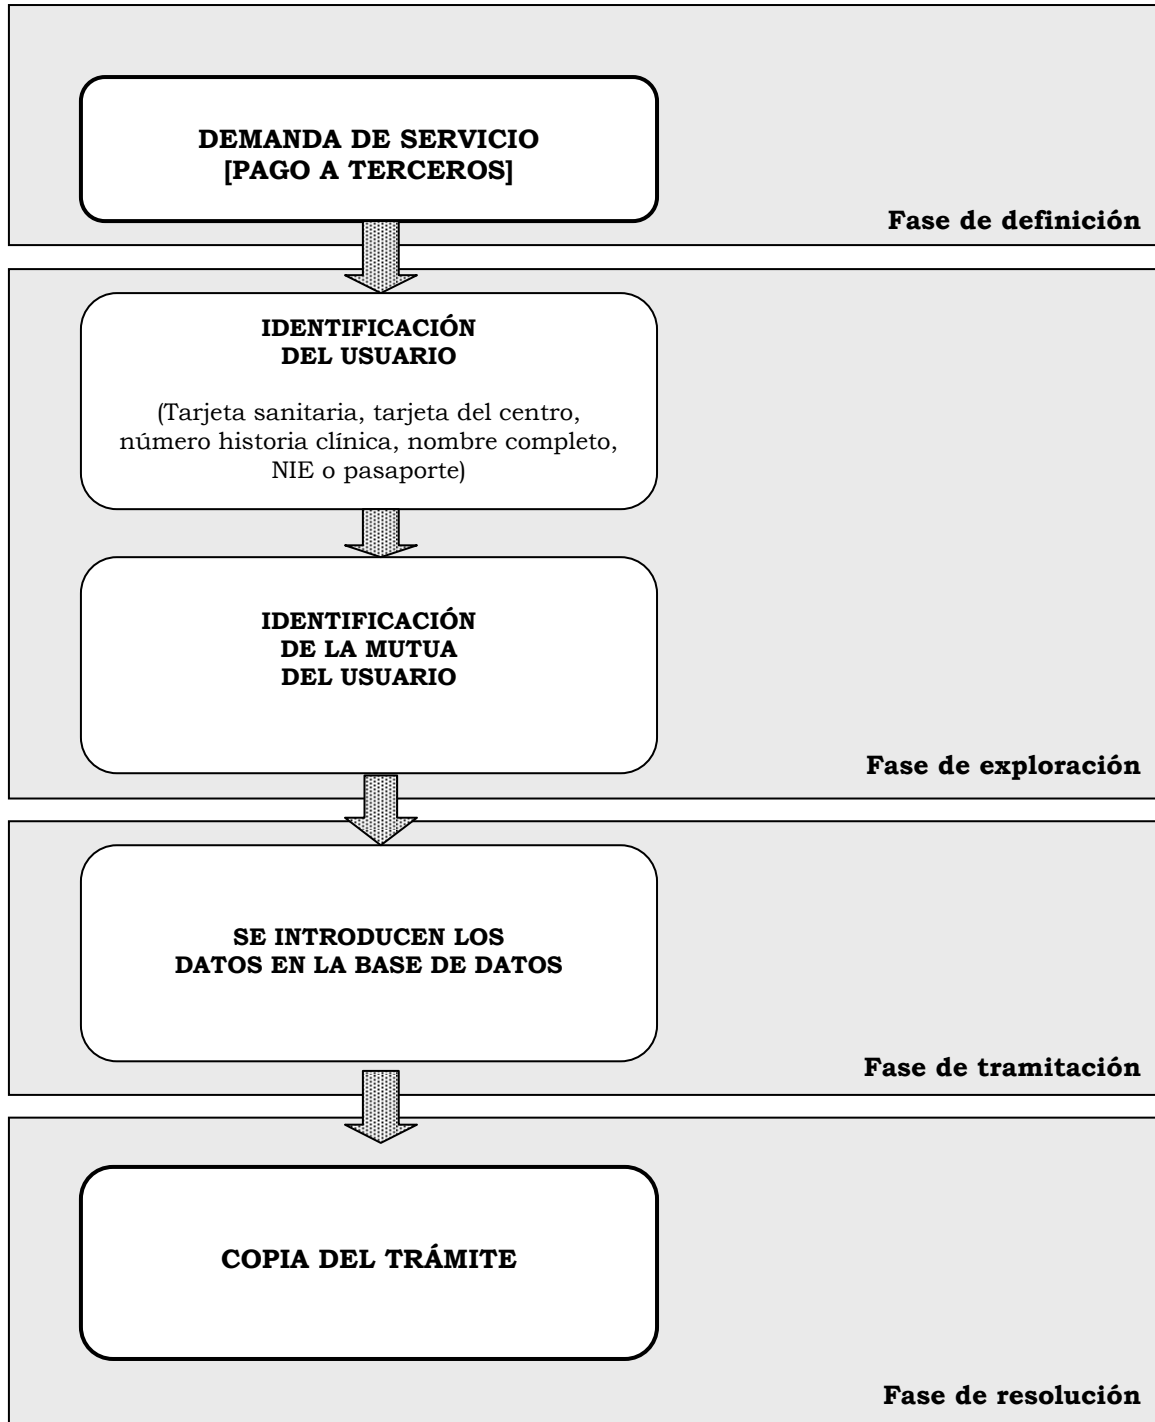 DEMANDA DE SERVICIO
[PAGO A TERCEROS]
Fase de definición
IDENTIFICACIÓN
DEL USUARIO
(Tarjeta sanitaria, tarjeta del centro,
número historia clínica, nombre completo,
NIE o pasaporte)
IDENTIFICACIÓN
DE LA MUTUA
DEL USUARIO
Fase de exploración
SE INTRODUCEN LOS
DATOS EN LA BASE DE DATOS
Fase de tramitación
COPIA DEL TRÁMITE
Fase de resolución